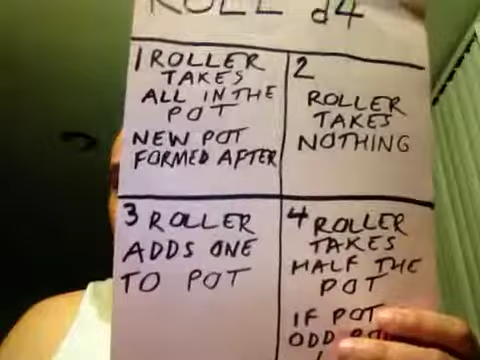 ROLL d4
1 ROLLER
TAKES
ALL IN THE
POT
NEW POT
FORMED AFTER
2
ROLLER
TAKES
NOTHING
3 ROLLER
ADDS ONE
TO POT
4 ROLLER
TAKES
HALF THE
POT
IF POT
ODD